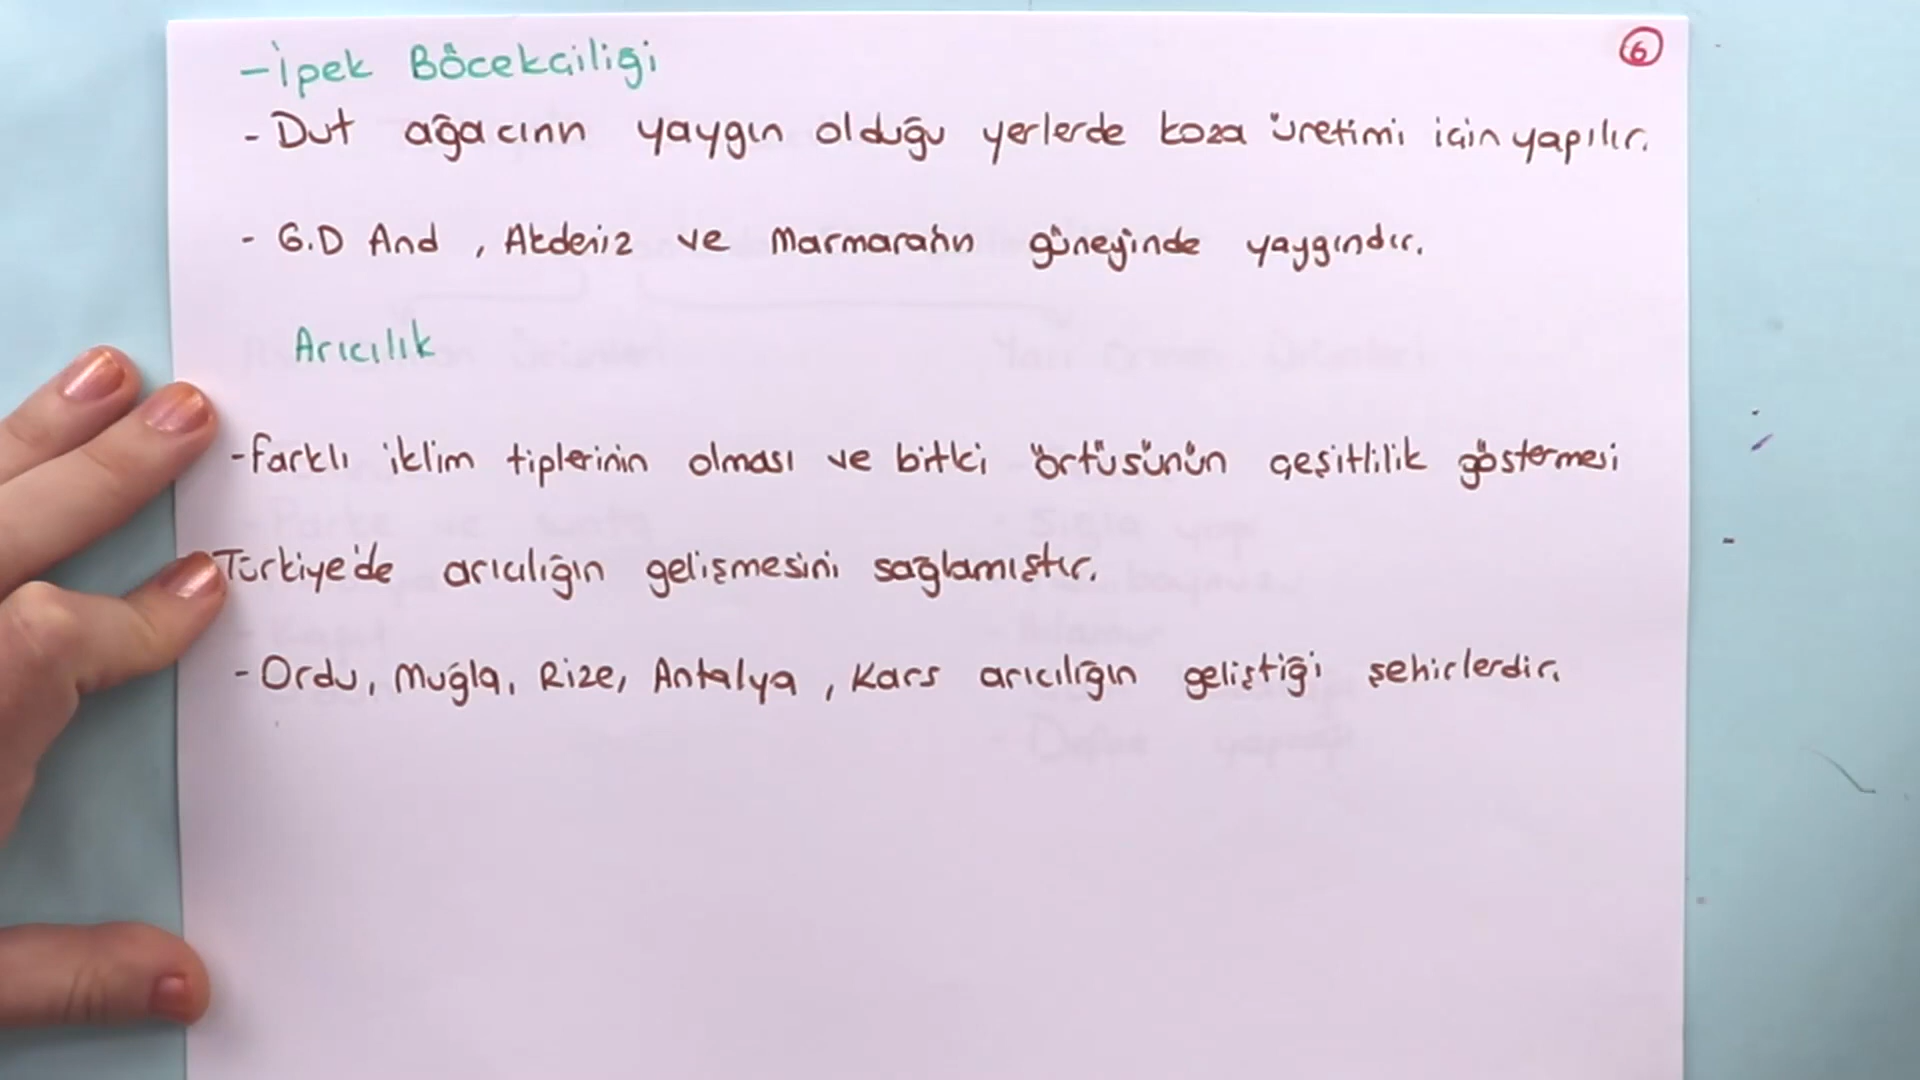 6
-İpek Böcekçiliği
- Dut ağacının yaygın olduğu yerlerde koza üretimi için yapılır.
- G.D And , Akdeniz ve Marmaranın güneyinde yaygındır.
Arıcılık
-farklı iklim tiplerinin olması ve bitki örtüsünün çeşitlilik göstermesi
Türkiye'de arıcılığın gelişmesini sağlamıştır.
- Ordu, Muğla, Rize, Antalya , Kars arıcılığın geliştiği şehirlerdir.